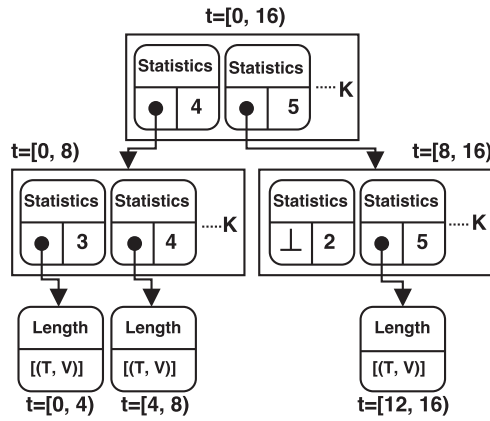 t=[0, 16)
Statistics Statistics
4 5 ......K
t=[0, 8) t=[8, 16)
Statistics Statistics Statistics Statistics
3 4 ......K ⊥ 2 5 ......K
Length Length Length
[(T, V)] [(T, V)] [(T, V)]
t=[0, 4) t=[4, 8) t=[12, 16)